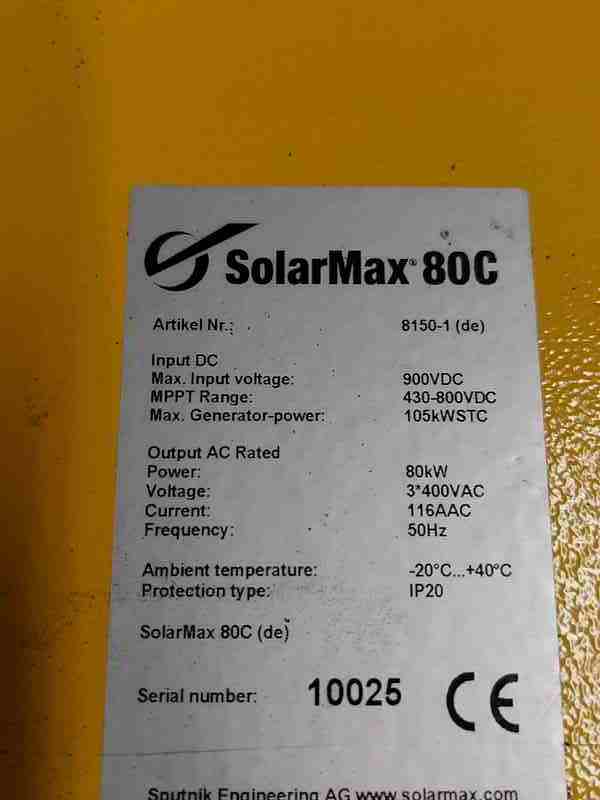 SolarMax® 80C
Artikel Nr.: 8150-1 (de)
Input DC
Max. Input voltage: 900VDC
MPPT Range: 430-800VDC
Max. Generator-power: 105kWSTC
Output AC Rated
Power: 80kW
Voltage: 3*400VAC
Current: 116AAC
Frequency: 50Hz
Ambient temperature: -20°C...+40°C
Protection type: IP20
SolarMax 80C (de)
Serial number: 10025 CE
Sputnik Engineering AG www.solarmax.com